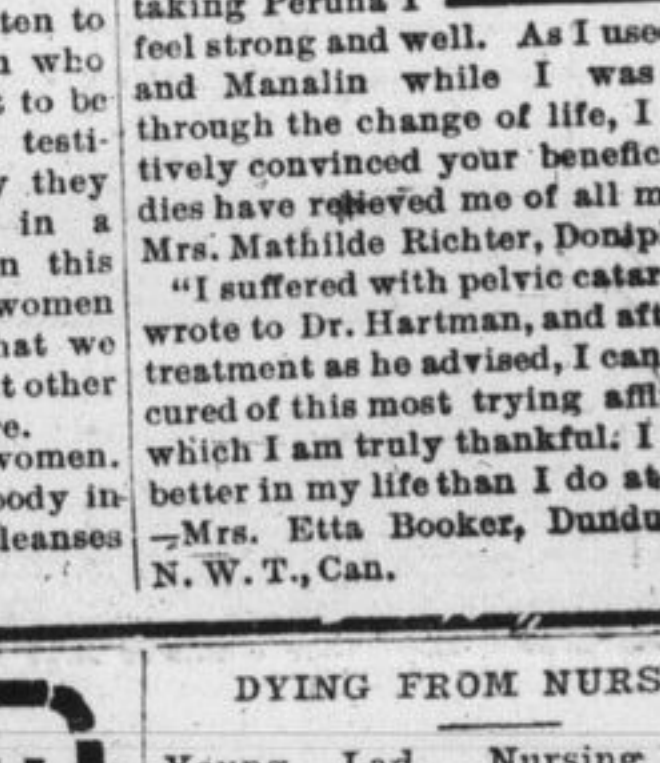 ten to
who
to be
testi-
they
in a
this
women
we
t other
women.
body in-
leanses
taking Peruna I
feel strong and well. As I used
and Manalin while I was
through the change of life, I
tively convinced your benefic
dies have relieved me of all m
Mrs. Mathilde Richter, Donip
"I suffered with pelvic catar
wrote to Dr. Hartman, and aft
treatment as he advised, I can
cured of this most trying affl
which I am truly thankful. I
better in my life than I do at
—Mrs. Etta Booker, Dundu
N. W. T., Can.
DYING FROM NURS
Nursing